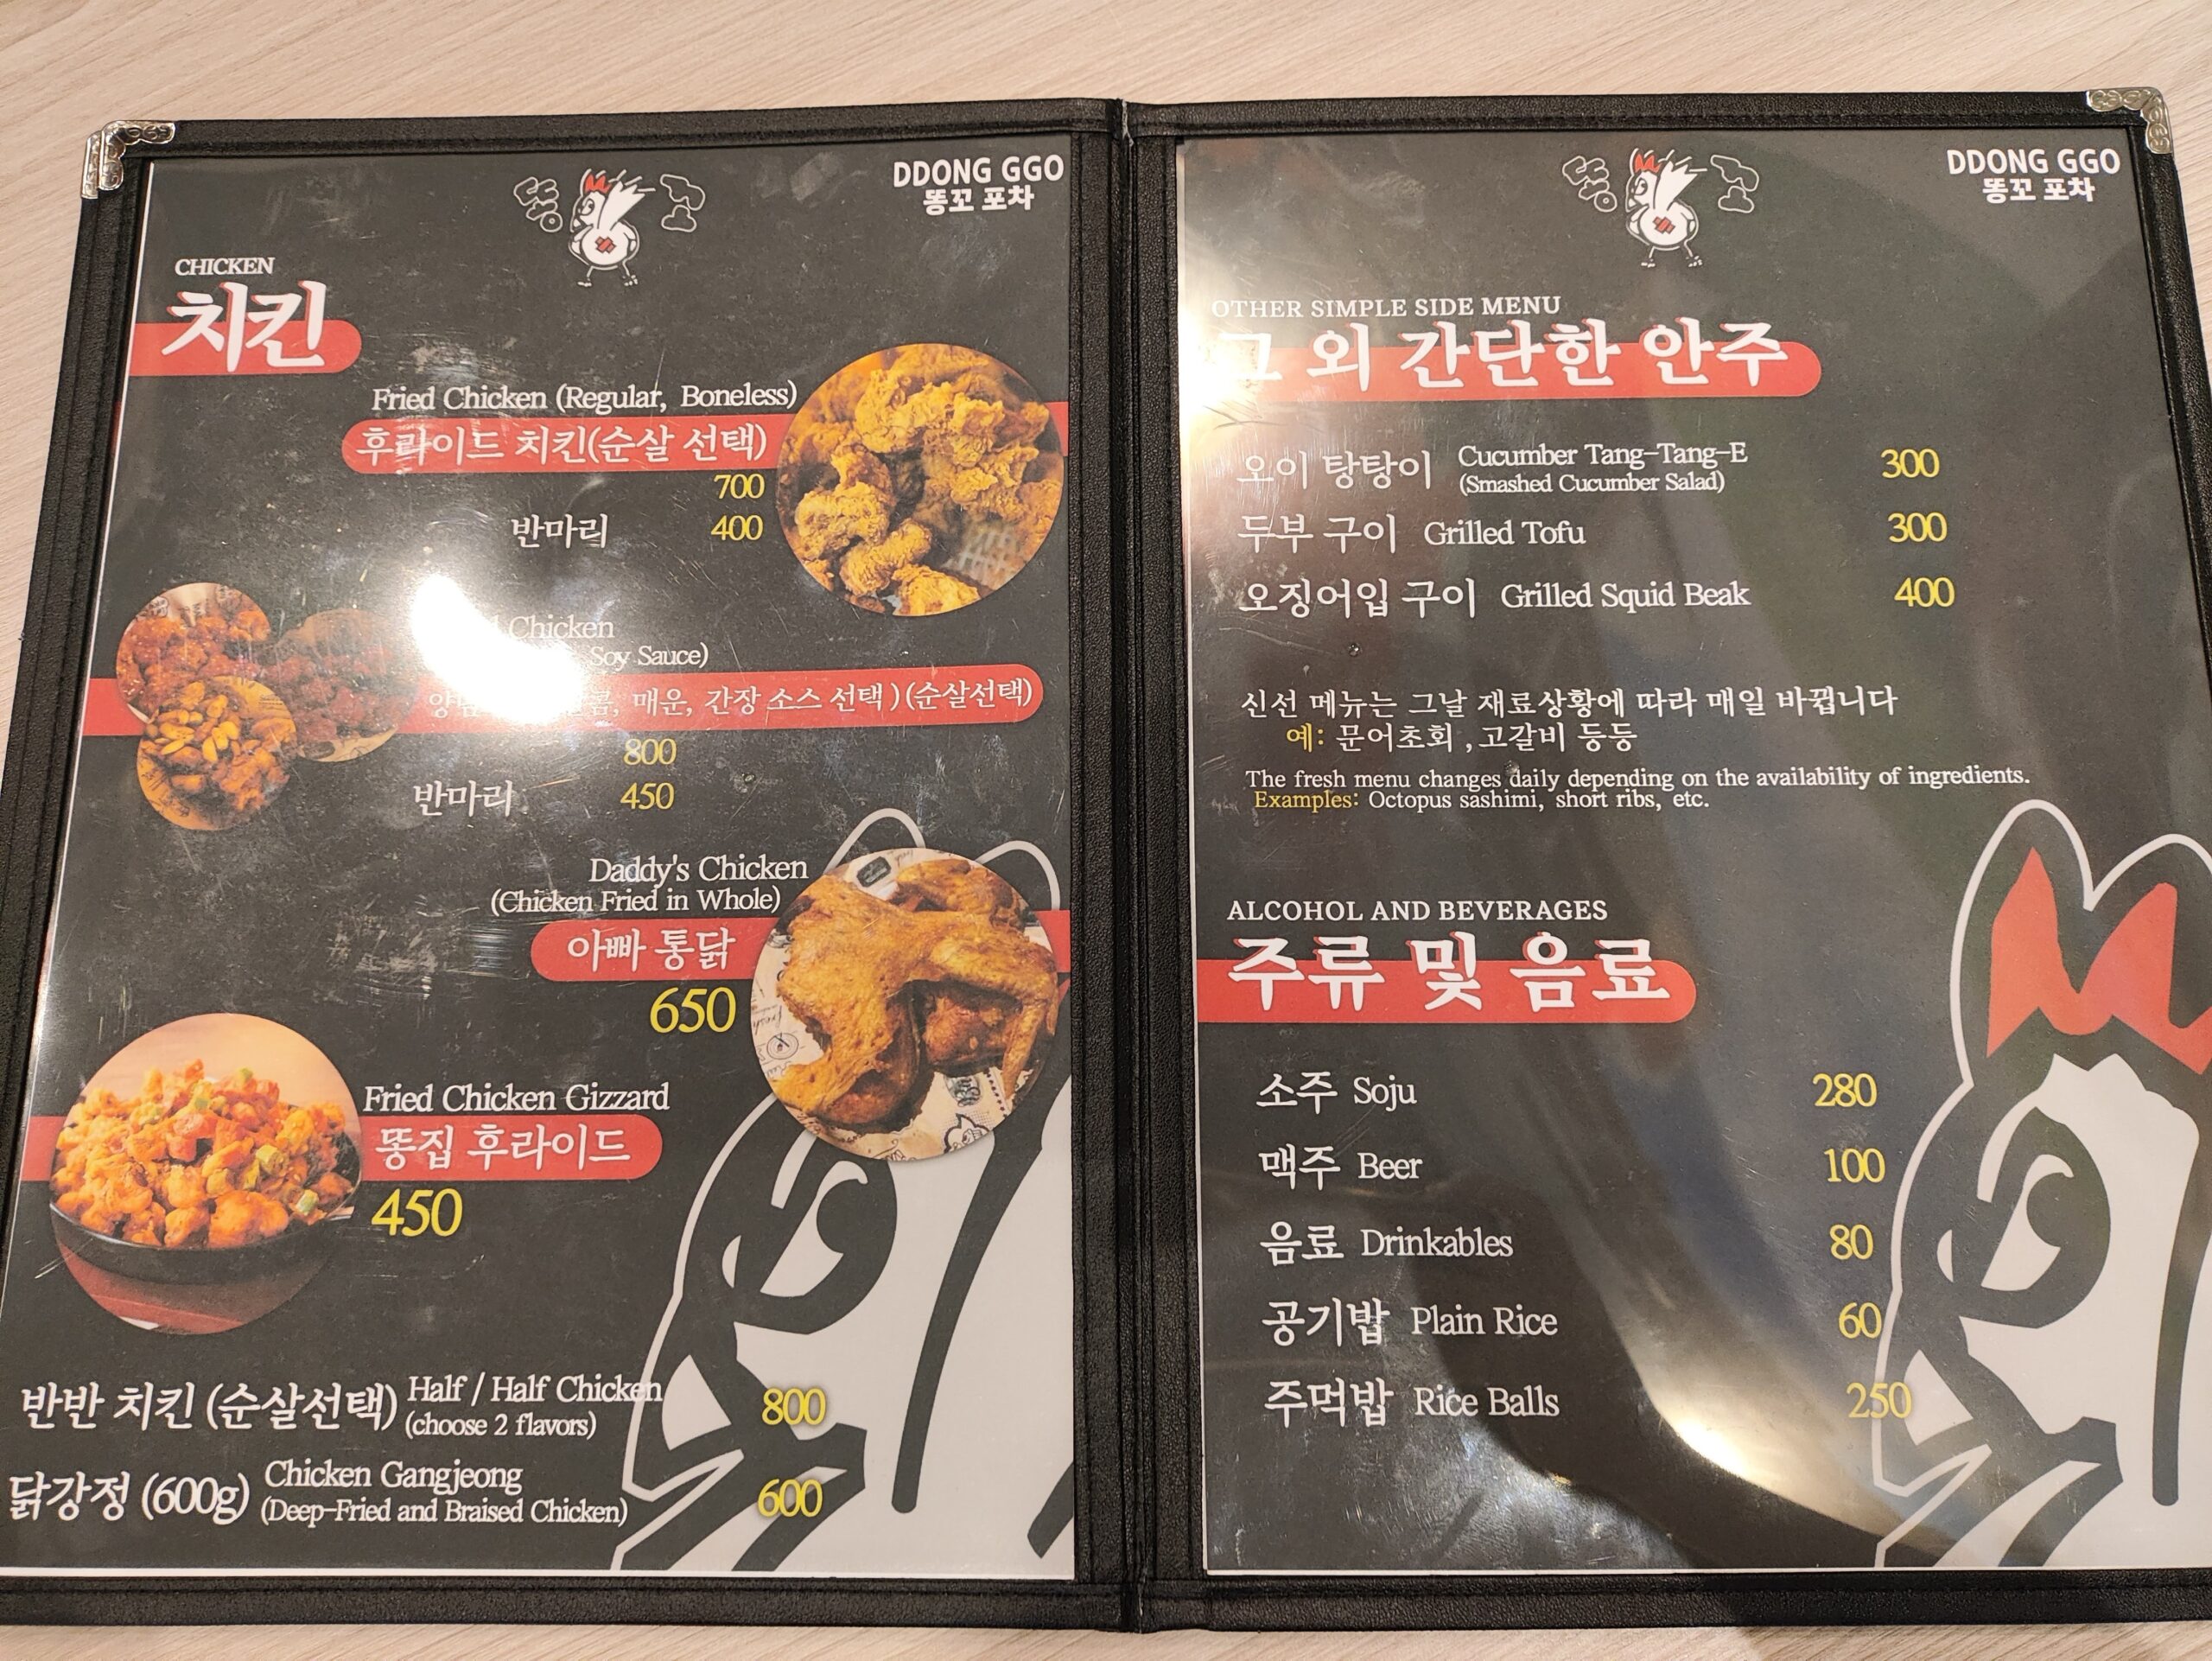 똥꼬
DDONG GGO
똥꼬 포차
CHICKEN
치킨
Fried Chicken (Regular, Boneless)
후라이드 치킨(순살 선택)
700
반마리 400
Chicken
Soy Sauce)
매운, 간장 소스 선택 ) (순살선택)
800
반마리 450
Daddy's Chicken
(Chicken Fried in Whole)
아빠 통닭
650
Fried Chicken Gizzard
똥집 후라이드
450
반반 치킨 (순살선택) Half / Half Chicken 800
(choose 2 flavors)
닭강정 (600g) Chicken Gangjeong 600
(Deep-Fried and Braised Chicken)
똥꼬
DDONG GGO
똥꼬 포차
OTHER SIMPLE SIDE MENU
그 외 간단한 안주
오이 탕탕이 Cucumber Tang-Tang-E 300
(Smashed Cucumber Salad)
두부 구이 Grilled Tofu 300
오징어입 구이 Grilled Squid Beak 400
신선 메뉴는 그날 재료상황에 따라 매일 바뀝니다
예: 문어초회 , 고갈비 등등
The fresh menu changes daily depending on the availability of ingredients.
Examples: Octopus sashimi, short ribs, etc.
ALCOHOL AND BEVERAGES
주류 및 음료
소주 Soju 280
맥주 Beer 100
음료 Drinkables 80
공기밥 Plain Rice 60
주먹밥 Rice Balls 250